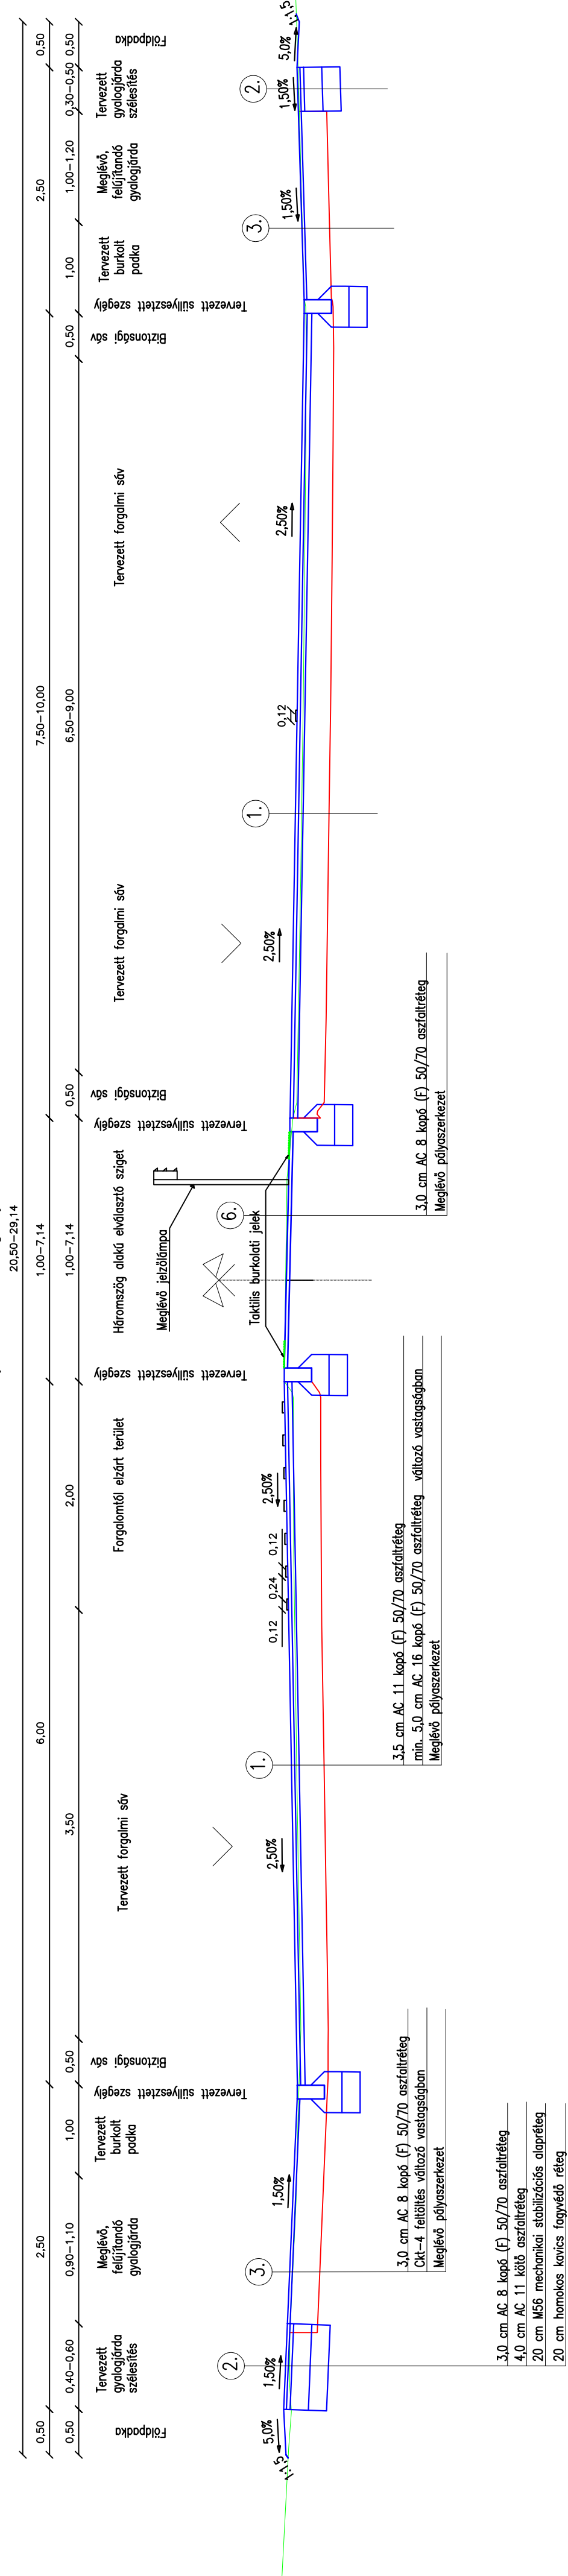 20,50-29,14
0,50
2,50
6,00
1,00-7,14
7,50-10,00
2,50
0,50
0,50
0,40-0,60
0,90-1,10
1,00
0,50
3,50
2,00
1,00-7,14
0,50
6,50-9,00
0,50
1,00
1,00-1,20
0,30-0,50
0,50
Földpadka
Tervezett
gyalogjárda
szélesítés
Meglévő,
felújítandó
gyalogjárda
Tervezett
burkolt
padka
Tervezett süllyesztett szegély
Biztonsági
sáv
Tervezett forgalmi sáv
Forgalomtól elzárt terület
Tervezett süllyesztett szegély
Háromszög alakú elválasztó sziget
Tervezett süllyesztett szegély
Biztonsági
sáv
Tervezett forgalmi sáv
Tervezett forgalmi sáv
Biztonsági sáv
Tervezett süllyesztett szegély
Tervezett
burkolt
padka
Meglévő,
felújítandó
gyalogjárda
Tervezett
gyalogjárda
szélesítés
Földpadka
Meglévő jelzőlámpa
Taktilis burkolati jelek
2.
3.
1.
6.
1.
3.
2.
1:1,5
5,0%
1,50%
1,50%
2,50%
0,12
0,24
0,12
2,50%
2,50%
0,12
2,50%
1,50%
1,50%
5,0%
1:1,5
3,0 cm AC 8 kopó (F) 50/70 aszfaltréteg
4,0 cm AC 11 kötő aszfaltréteg
20 cm M56 mechanikai stabilizációs alapréteg
20 cm homokos kavics fagyvédő réteg
3,0 cm AC 8 kopó (F) 50/70 aszfaltréteg
Ckt-4 feltöltés változó vastagságban
Meglévő pályaszerkezet
3,5 cm AC 11 kopó (F) 50/70 aszfaltréteg
min. 5,0 cm AC 16 kopó (F) 50/70 aszfaltréteg változó vastagságban
Meglévő pályaszerkezet
3,0 cm AC 8 kopó (F) 50/70 aszfaltréteg
Meglévő pályaszerkezet